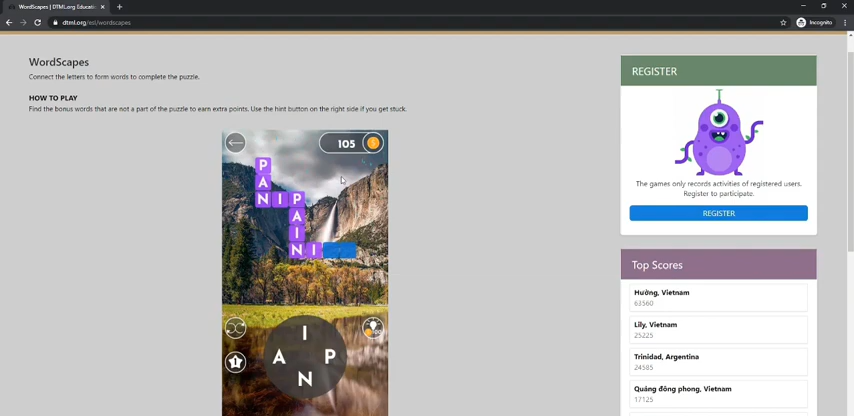 WordScapes | DTML.org Educatio
dtml.org/esl/wordscapes
Incognito
WordScapes
Connect the letters to form words to complete the puzzle.
HOW TO PLAY
Find the bonus words that are not a part of the puzzle to earn extra points. Use the hint button on the right side if you get stuck.
105
P
A
N I P
A
I
N I
I
A P
N
REGISTER
The games only records activities of registered users.
Register to participate.
REGISTER
Top Scores
Hường, Vietnam
63560
Lily, Vietnam
25225
Trinidad, Argentina
24585
Quảng đông phong, Vietnam
17125